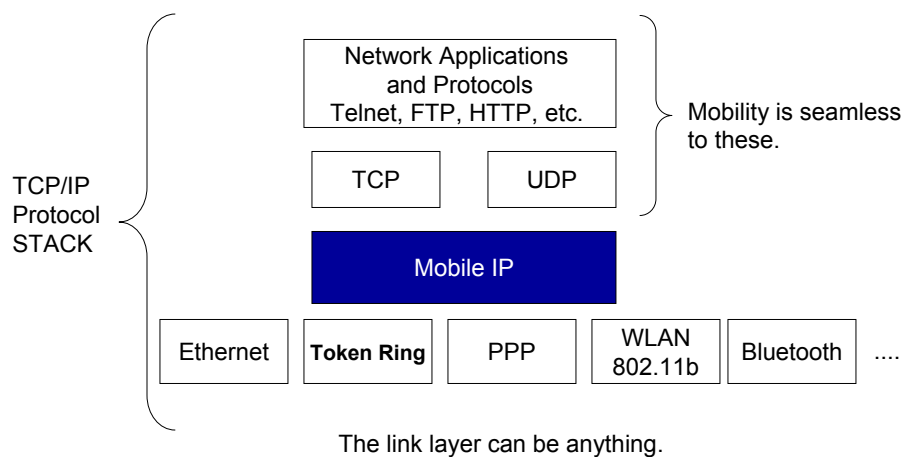 Network Applications
and Protocols
Telnet, FTP, HTTP, etc.
Mobility is seamless
to these.
TCP
UDP
TCP/IP
Protocol
STACK
Mobile IP
Ethernet
Token Ring
PPP
WLAN
802.11b
Bluetooth
....
The link layer can be anything.